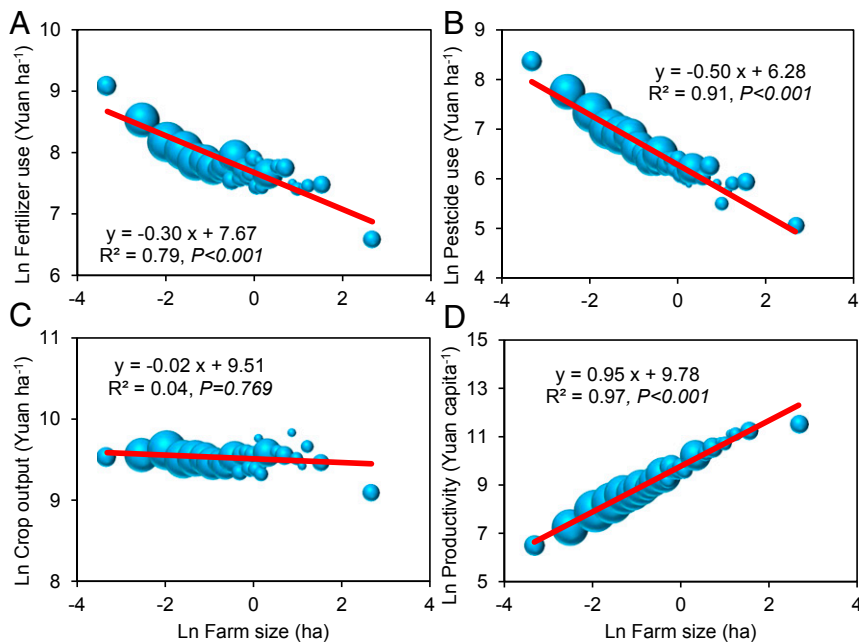 A
Ln Fertilizer use (Yuan ha⁻¹)
10
9
8
7
6
y = -0.30 x + 7.67
R² = 0.79, P<0.001
-4
-2
0
2
4
B
Ln Pestcide use (Yuan ha⁻¹)
9
8
7
6
5
4
y = -0.50 x + 6.28
R² = 0.91, P<0.001
-4
-2
0
2
4
C
Ln Crop output (Yuan ha⁻¹)
11
10
9
8
y = -0.02 x + 9.51
R² = 0.04, P=0.769
-4
-2
0
2
4
Ln Farm size (ha)
D
Ln Productivity (Yuan capita⁻¹)
15
13
11
9
7
5
y = 0.95 x + 9.78
R² = 0.97, P<0.001
-4
-2
0
2
4
Ln Farm size (ha)